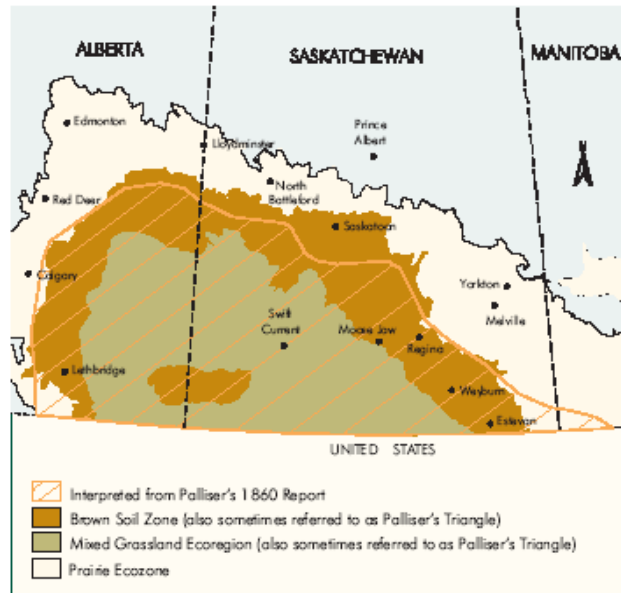 ALBERTA
SASKATCHEWAN
MANITOBA
Edmonton
Prince
Albert
Lloydminster
North
Battleford
Red Deer
Saskatoon
Calgary
Yorkton
Melville
Swift
Current
Moose Jaw
Regina
Lethbridge
Weyburn
Estevan
UNITED STATES
Interpreted from Palliser's 1860 Report
Brown Soil Zone (also sometimes referred to as Palliser's Triangle)
Mixed Grassland Ecoregion (also sometimes referred to as Palliser's Triangle)
Prairie Ecozone